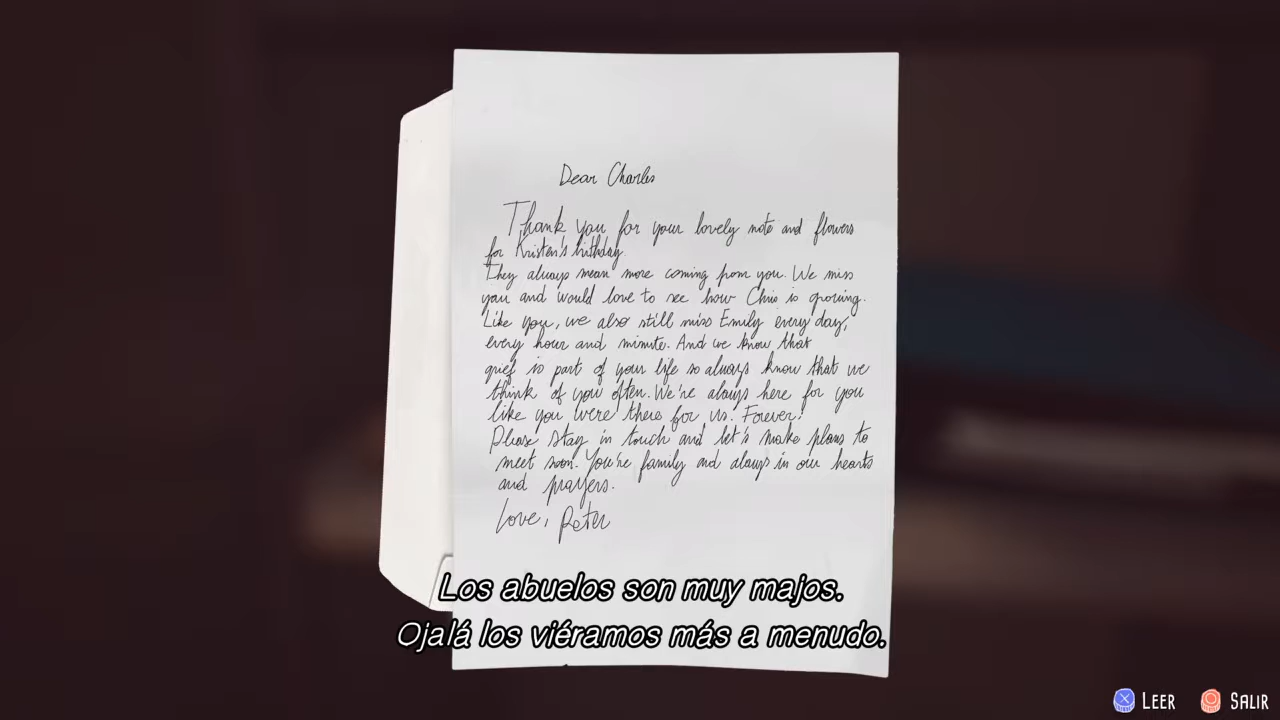 Dear Charles
Thank you for your lovely note and flowers
for Kristen's birthday.
They always mean more coming from you. We miss
you and would love to see how Chris is growing.
Like you, we also still miss Emily every day,
every hour and minute. And we know that
grief is part of your life so always know that we
think of you often. We're always here for you
like you were there for us. Forever!
Please stay in touch and let's make plans to
meet soon. You're family and always in our hearts
and prayers.
Love, Peter
Los abuelos son muy majos.
Ojalá los viéramos más a menudo.
LEER SALIR